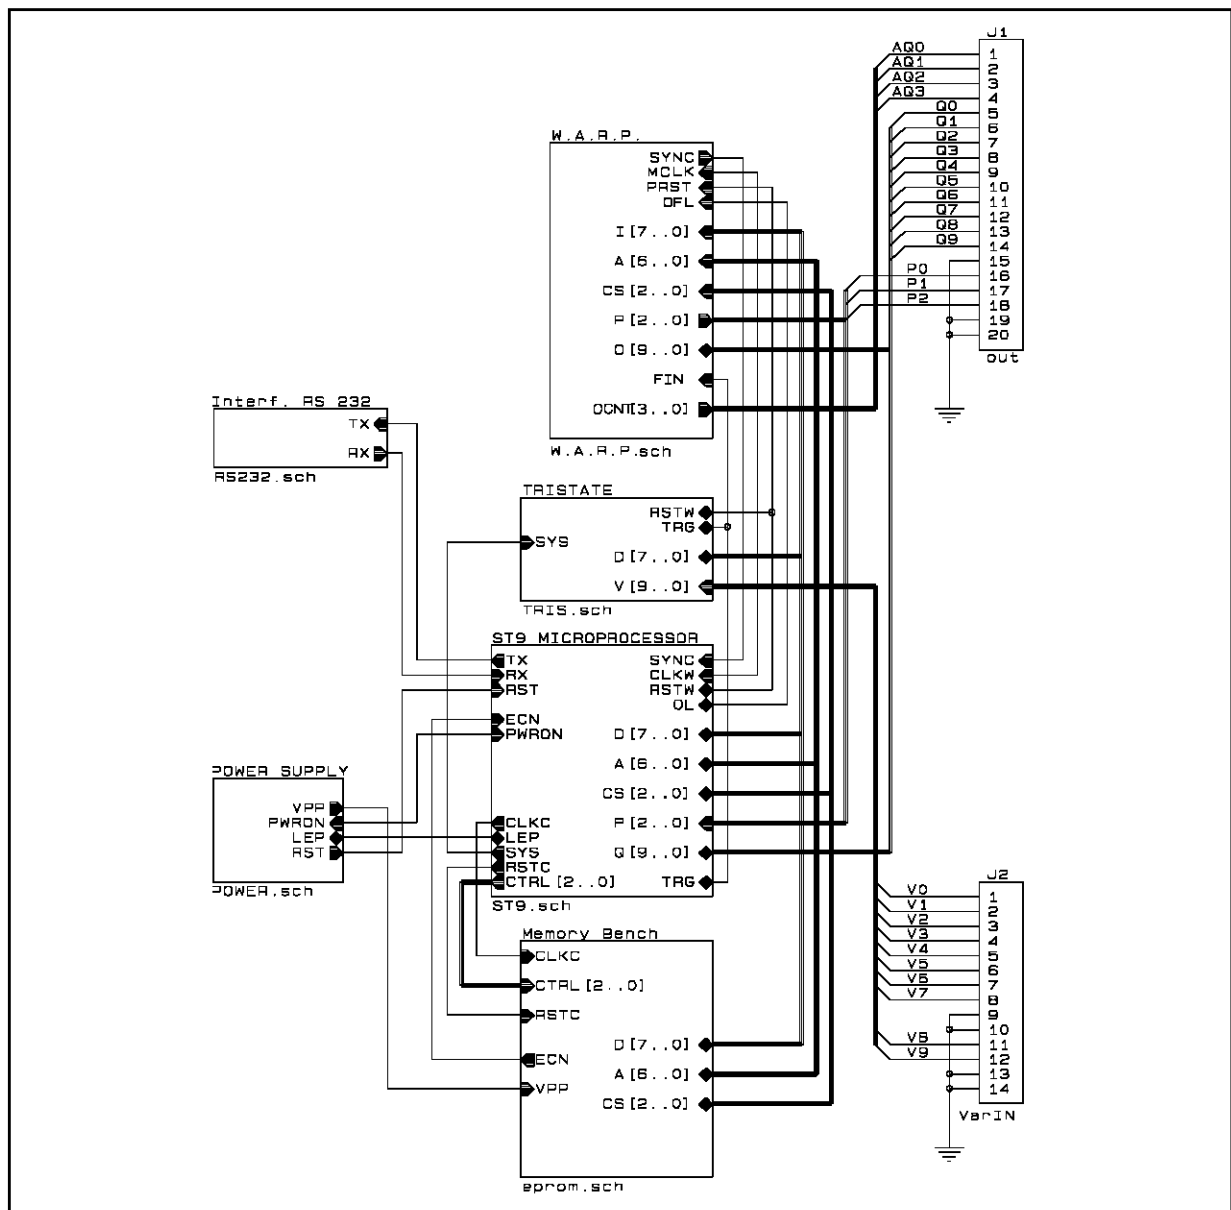 J1
AQ0 1
AQ1 2
AQ2 3
AQ3 4
Q0 5
Q1 6
Q2 7
Q3 8
Q4 9
Q5 10
Q6 11
Q7 12
Q8 13
Q9 14
15
P0 16
P1 17
P2 18
19
20
out
W.A.R.P.
SYNC
MCLK
PRST
OFL
I[7..0]
A[6..0]
CS[2..0]
P[2..0]
O[9..0]
FIN
OCNT[3..0]
W.A.R.P.sch
Interf. RS 232
TX
RX
RS232.sch
TRISTATE
RSTW
TRG
SYS
D[7..0]
V[9..0]
TRIS.sch
ST9 MICROPROCESSOR
TX SYNC
RX CLKW
RST RSTW
OL
ECN
PWRON D[7..0]
A[6..0]
CS[2..0]
CLKC P[2..0]
LEP
SYS Q[9..0]
RSTC
CTRL[2..0] TRG
ST9.sch
POWER SUPPLY
VPP
PWRON
LEP
RST
POWER.sch
Memory Bench
CLKC
CTRL[2..0]
RSTC
D[7..0]
ECN
A[6..0]
VPP
CS[2..0]
eprom.sch
J2
V0 1
V1 2
V2 3
V3 4
V4 5
V5 6
V6 7
V7 8
9
10
V8 11
V9 12
13
14
VarIN